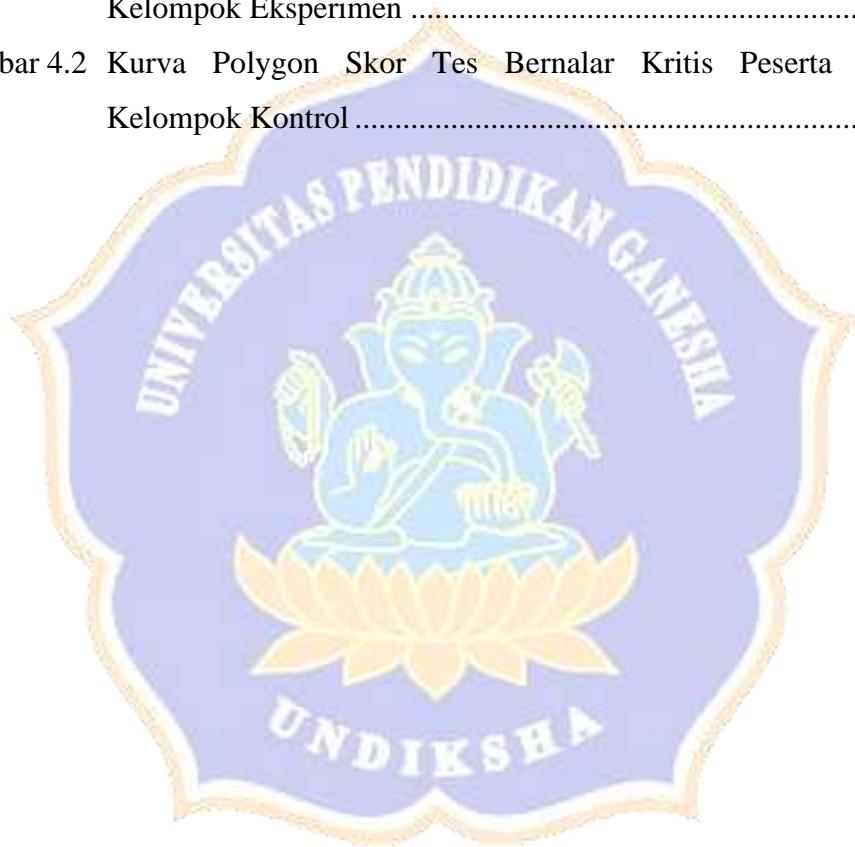 Kelompok Eksperimen ........................................................
bar 4.2 Kurva Polygon Skor Tes Bernalar Kritis Peserta
Kelompok Kontrol ................................................................
UNIVERSITAS PENDIDIKAN GANESHA
UNDIKSHA